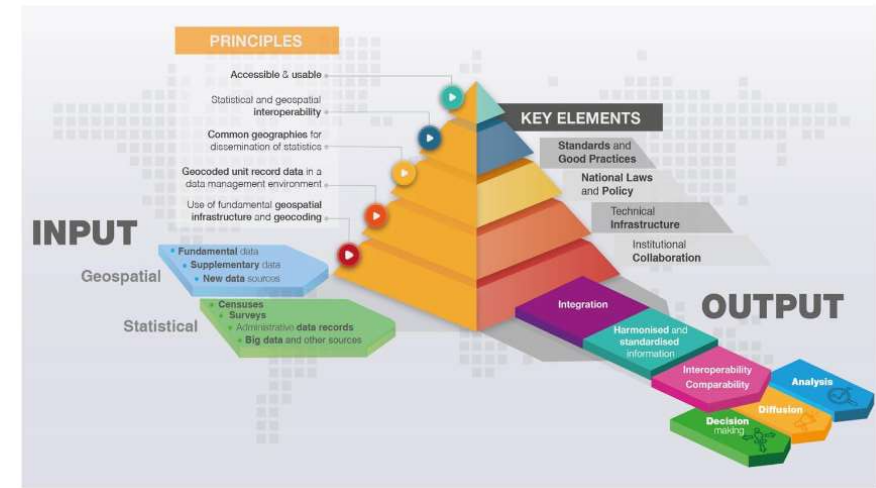 PRINCIPLES
Accessible & usable
Statistical and geospatial
interoperability
Common geographies for
dissemination of statistics
Geocoded unit record data in a
data management environment
Use of fundamental geospatial
infrastructure and geocoding
KEY ELEMENTS
Standards and
Good Practices
National Laws
and Policy
Technical
Infrastructure
Institutional
Collaboration
INPUT
Geospatial
Fundamental data
Supplementary data
New data sources
Statistical
Censuses
Surveys
Administrative data records
Big data and other sources
OUTPUT
Integration
Harmonised and
standardised
information
Interoperability
Comparability
Analysis
Diffusion
Decision
making